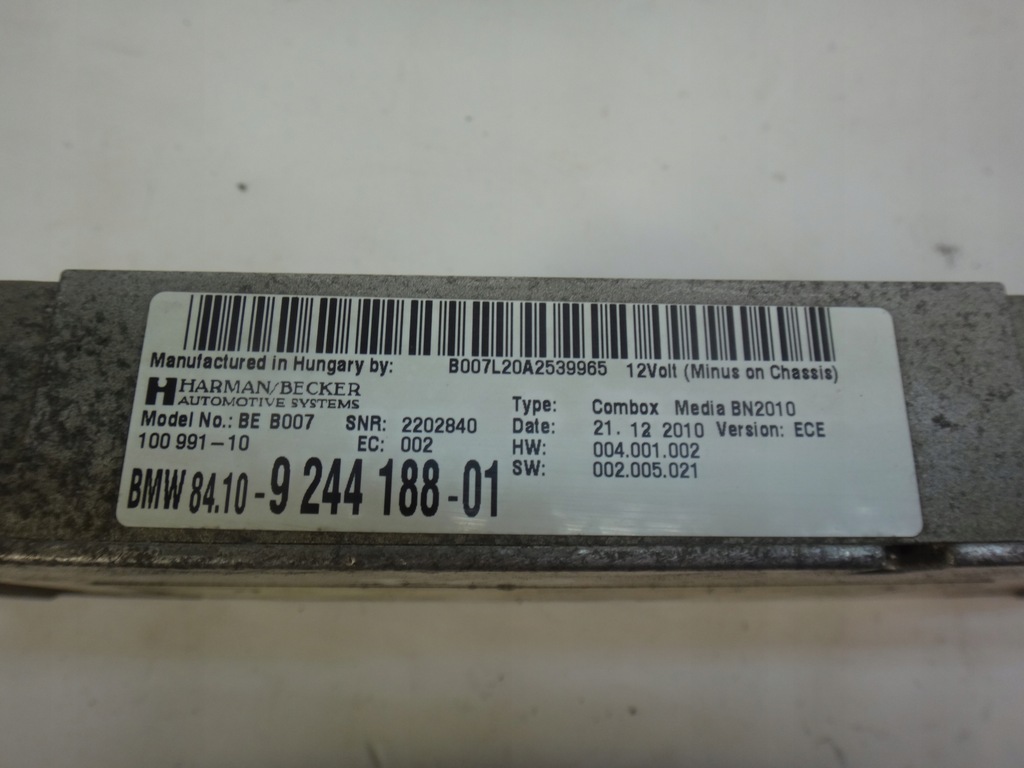 Manufactured in Hungary by: B007L20A2539965 12Volt (Minus on Chassis)
HARMAN/BECKER
AUTOMOTIVE SYSTEMS
Model No.: BE B007 SNR: 2202840
100 991-10 EC: 002
BMW 84.10-9 244 188-01
Type: Combox Media BN2010
Date: 21. 12 2010 Version: ECE
HW: 004.001.002
SW: 002.005.021